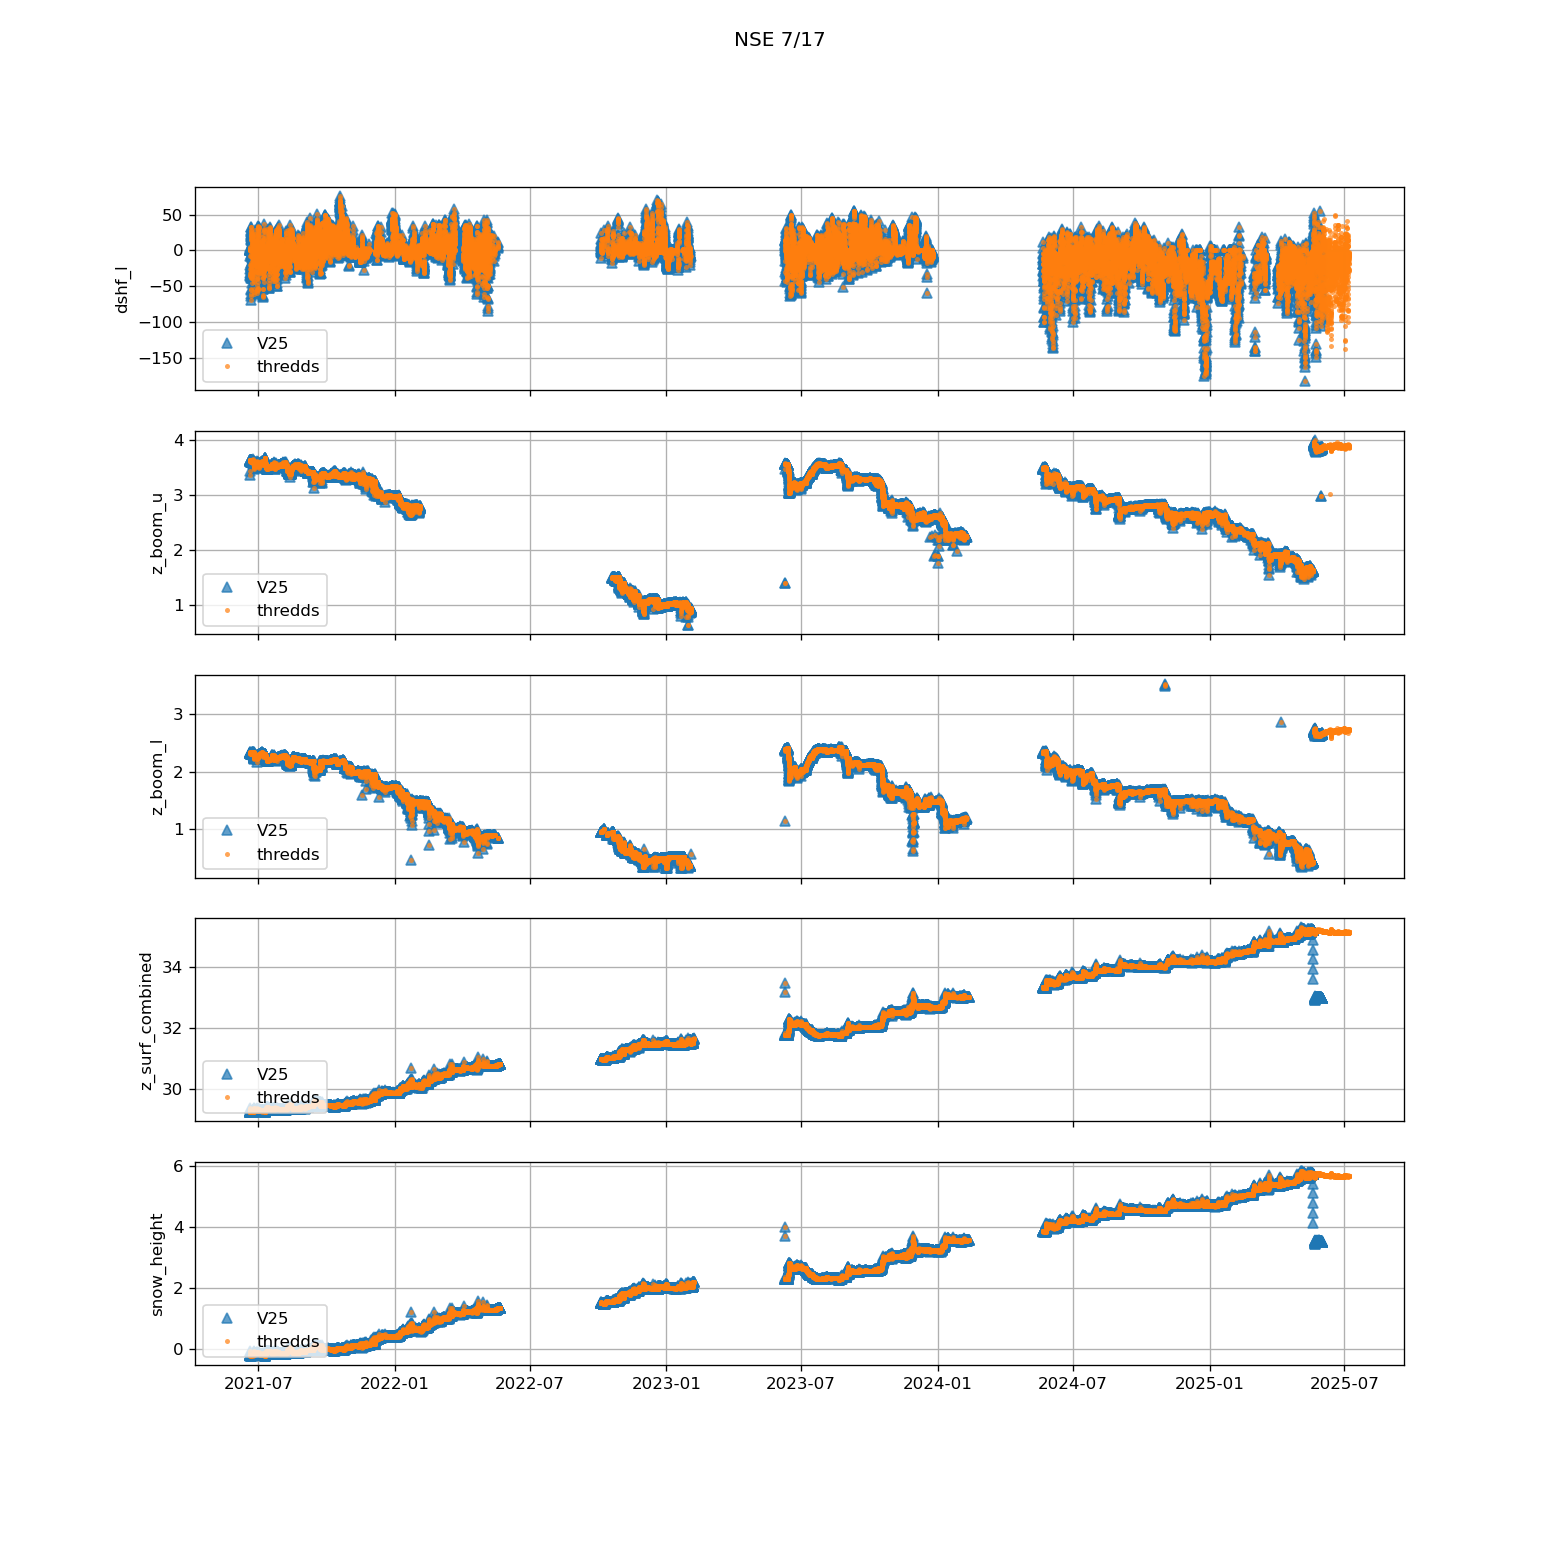 NSE 7/17
dshf_l
50
0
−50
−100
−150
V25
thredds
z_boom_u
4
3
2
1
V25
thredds
z_boom_l
3
2
1
V25
thredds
z_surf_combined
34
32
30
V25
thredds
snow_height
6
4
2
0
V25
thredds
2021-07 2022-01 2022-07 2023-01 2023-07 2024-01 2024-07 2025-01 2025-07